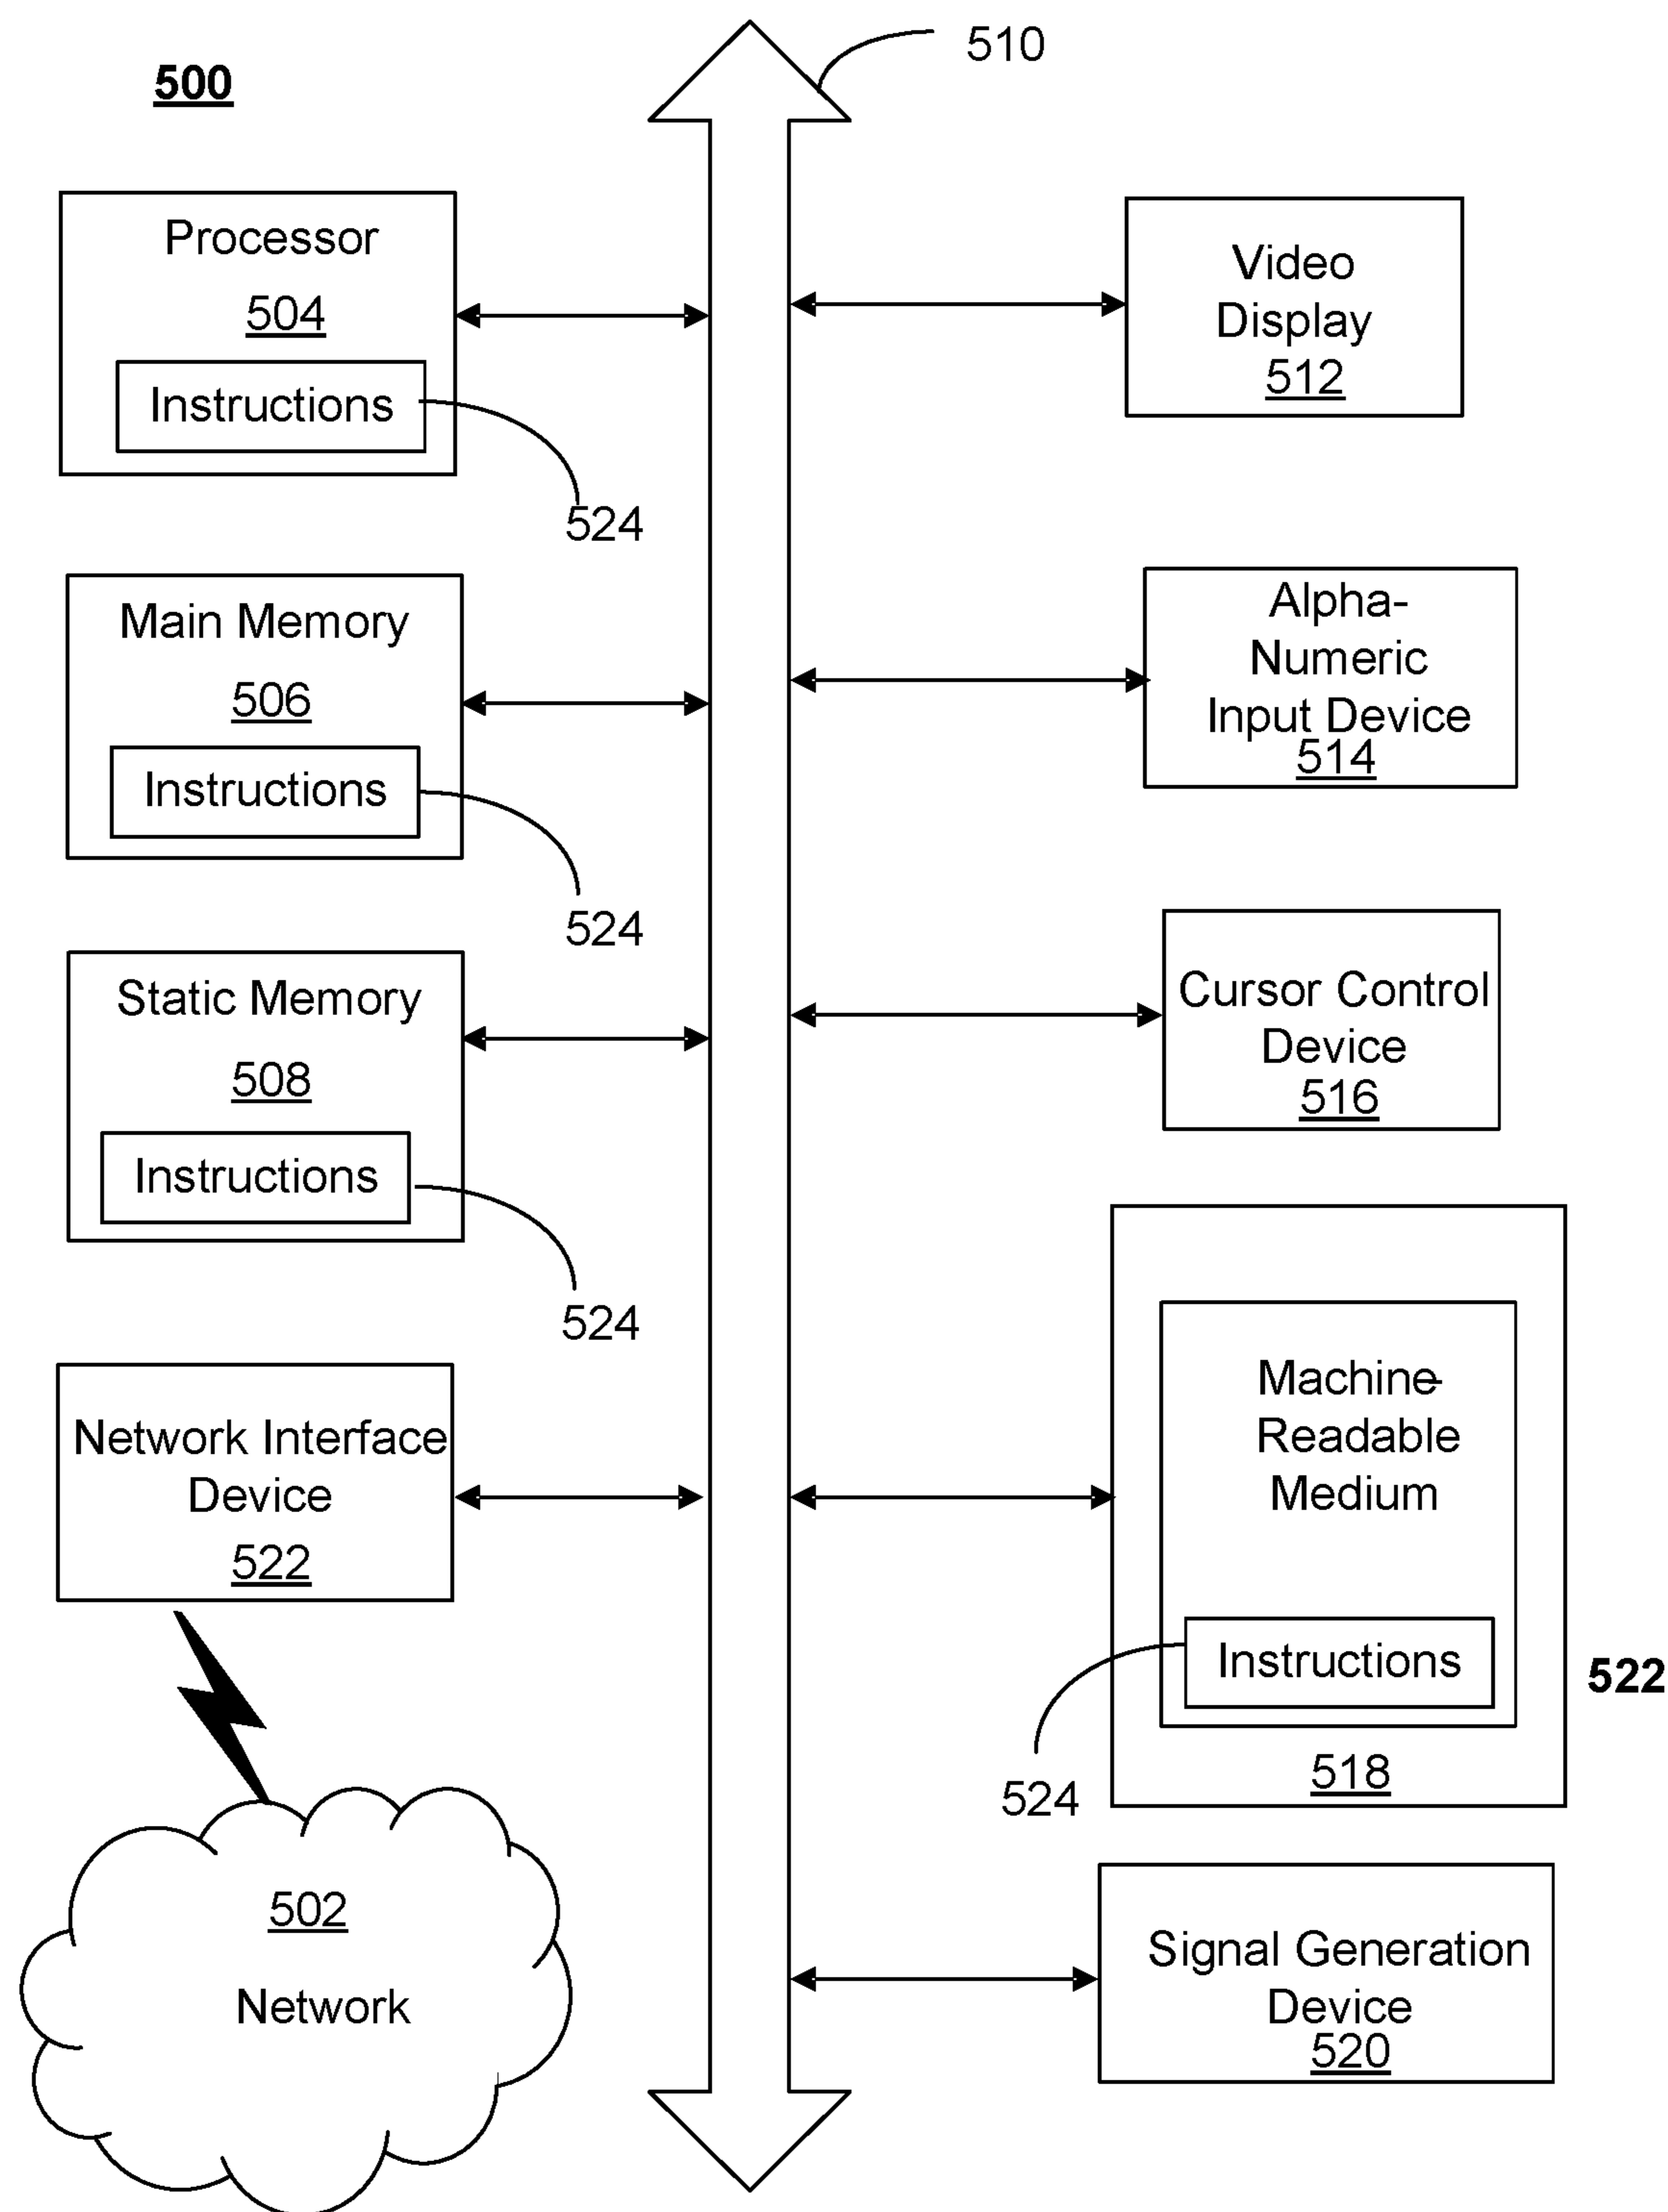 500
510
Processor
504
Instructions
524
Main Memory
506
Instructions
524
Static Memory
508
Instructions
524
Network Interface
Device
522
502
Network
Video
Display
512
Alpha-
Numeric
Input Device
514
Cursor Control
Device
516
Machine-
Readable
Medium
Instructions
524
518
522
Signal Generation
Device
520